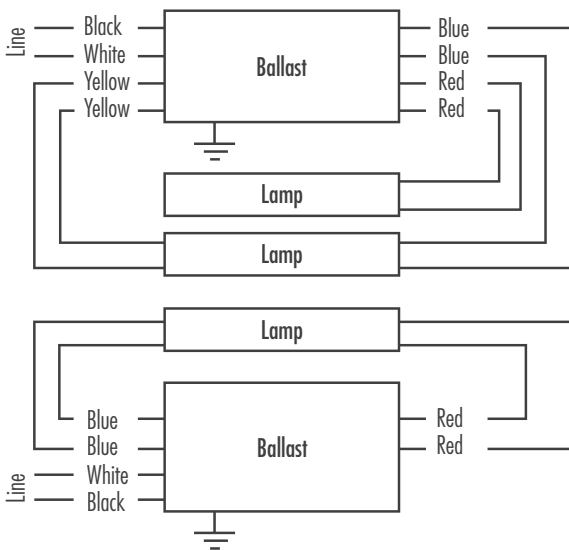 Line
Black
White
Yellow
Yellow
Ballast
Blue
Blue
Red
Red
Lamp
Lamp
Lamp
Blue
Blue
White
Black
Line
Ballast
Red
Red